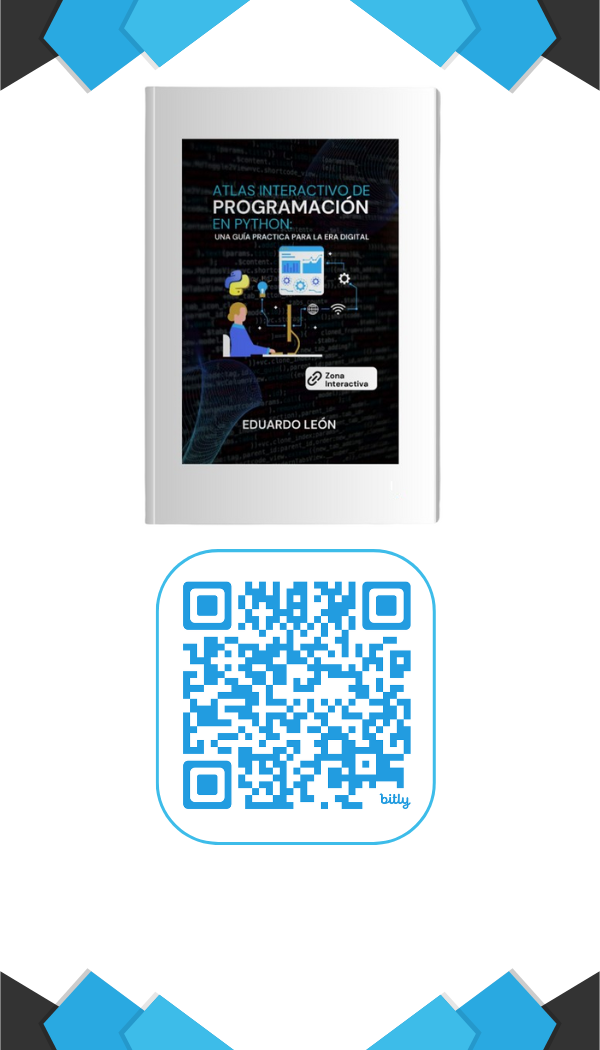 ATLAS INTERACTIVO DE
PROGRAMACIÓN
EN PYTHON:
UNA GUÍA PRACTICA PARA LA ERA DIGITAL
Zona
Interactiva
EDUARDO LEÓN
bitly